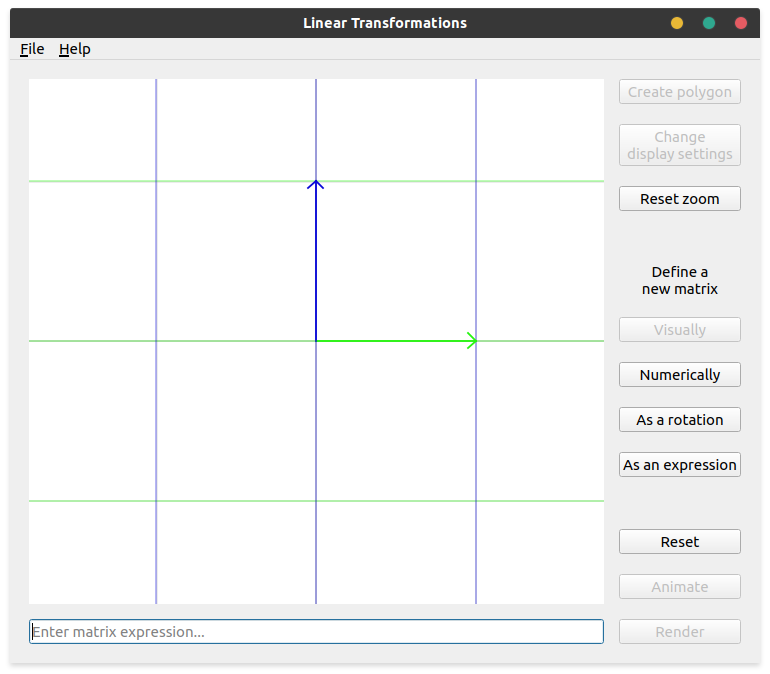 Linear Transformations
File Help
Create polygon
Change
display settings
Reset zoom
Define a
new matrix
Visually
Numerically
As a rotation
As an expression
Reset
Animate
Enter matrix expression...
Render